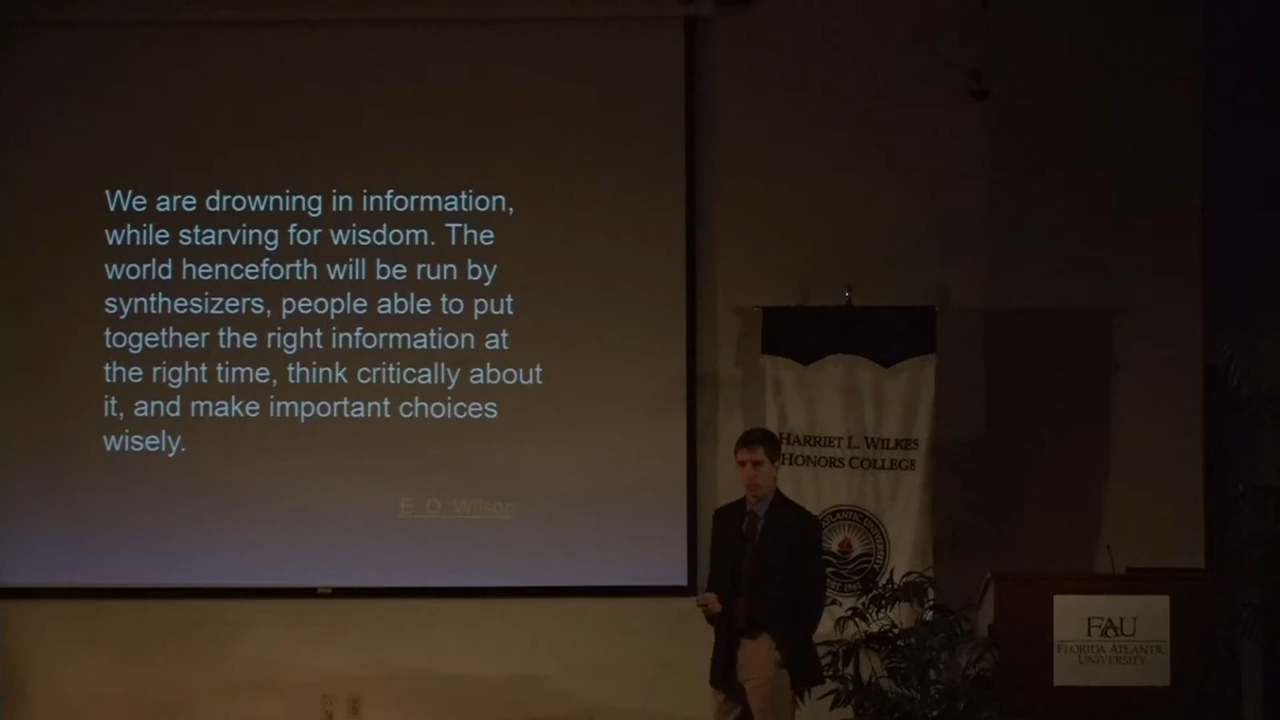 We are drowning in information,
while starving for wisdom. The
world henceforth will be run by
synthesizers, people able to put
together the right information at
the right time, think critically about
it, and make important choices
wisely.
E. O. Wilson
HARRIET L. WILKES
HONORS COLLEGE
ATLANTIC UNIVERSITY
FAU
FLORIDA ATLANTIC
UNIVERSITY